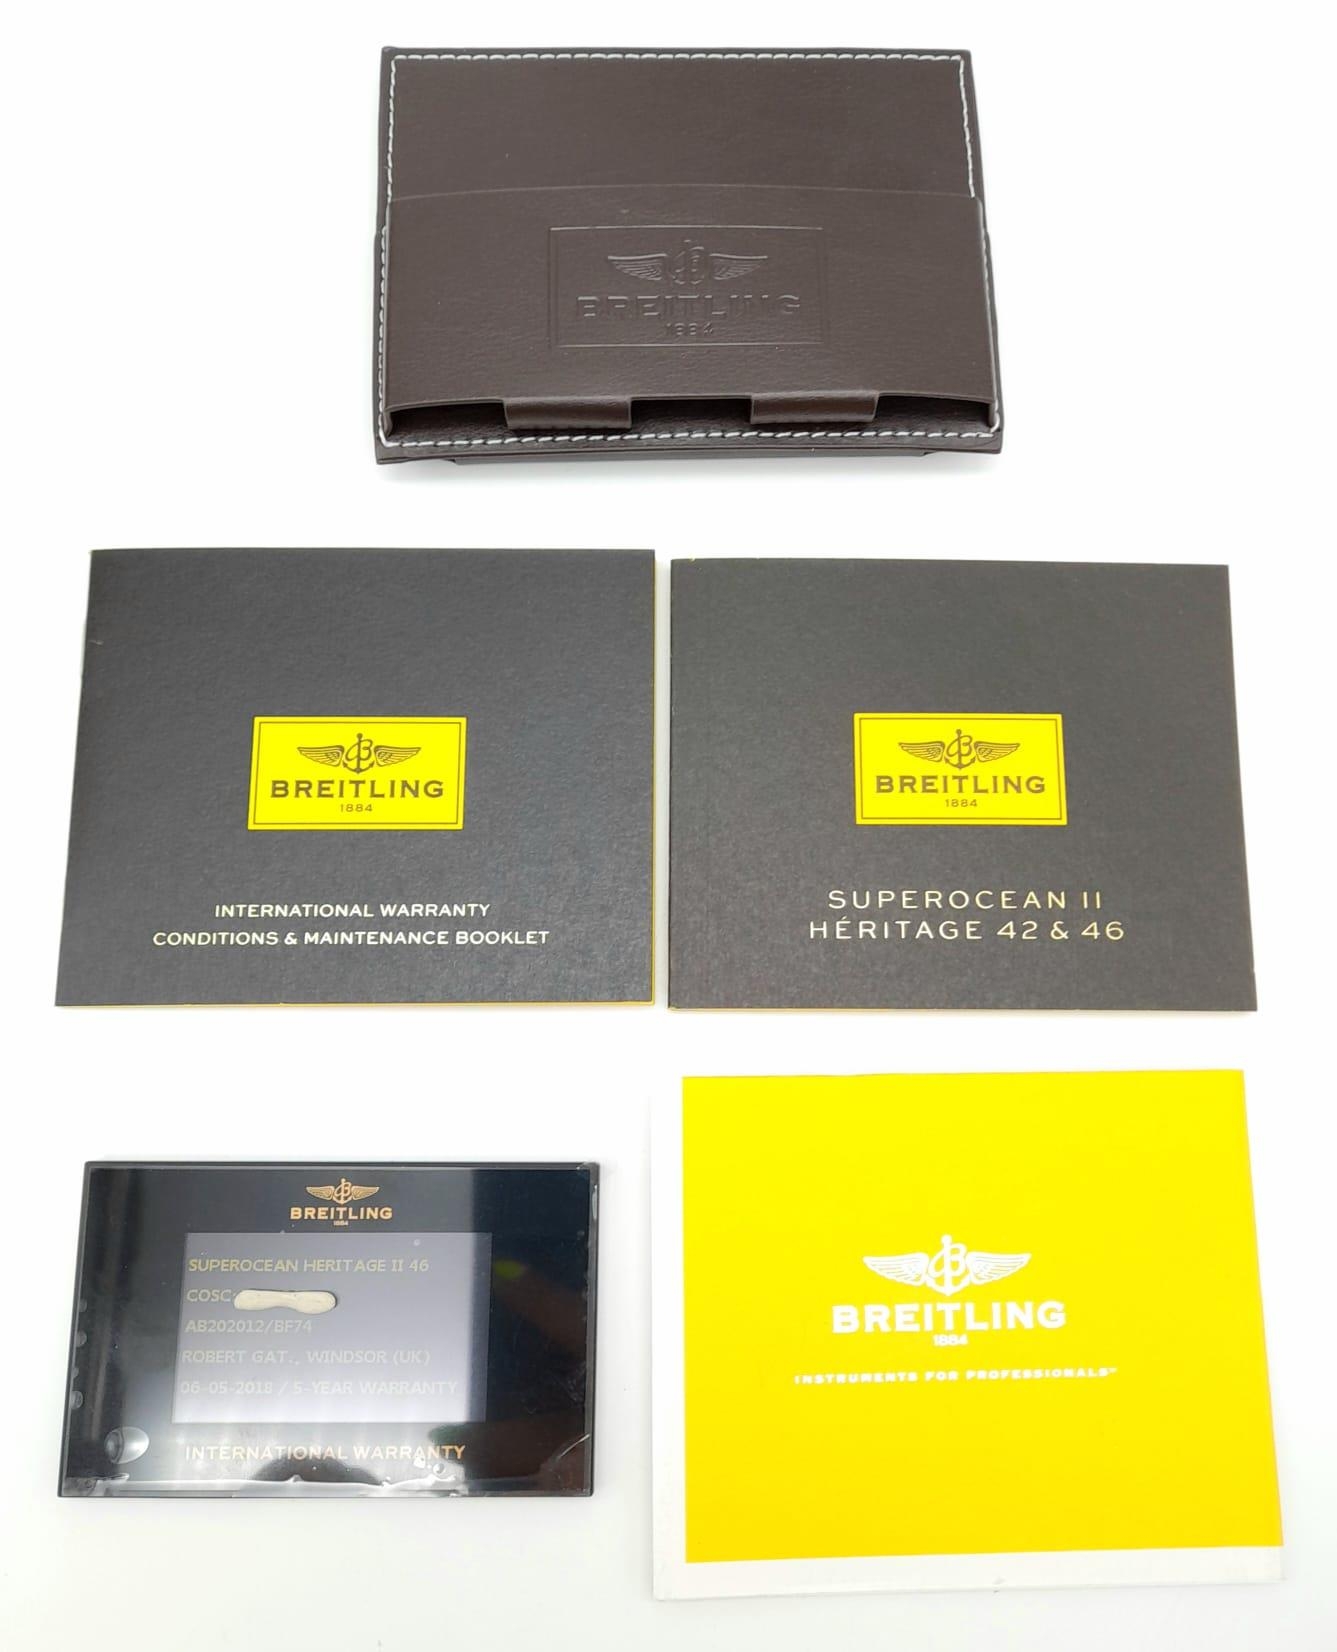 BREITLING
1884
BREITLING
1884
INTERNATIONAL WARRANTY
CONDITIONS & MAINTENANCE BOOKLET
BREITLING
1884
SUPEROCEAN II
HÉRITAGE 42 & 46
BREITLING
1884
SUPEROCEAN HERITAGE II 46
COSC
AB202012/BF74
ROBERT GAT., WINDSOR (UK)
06-05-2018 / 5-YEAR WARRANTY
INTERNATIONAL WARRANTY
BREITLING
1884
INSTRUMENTS FOR PROFESSIONALS™